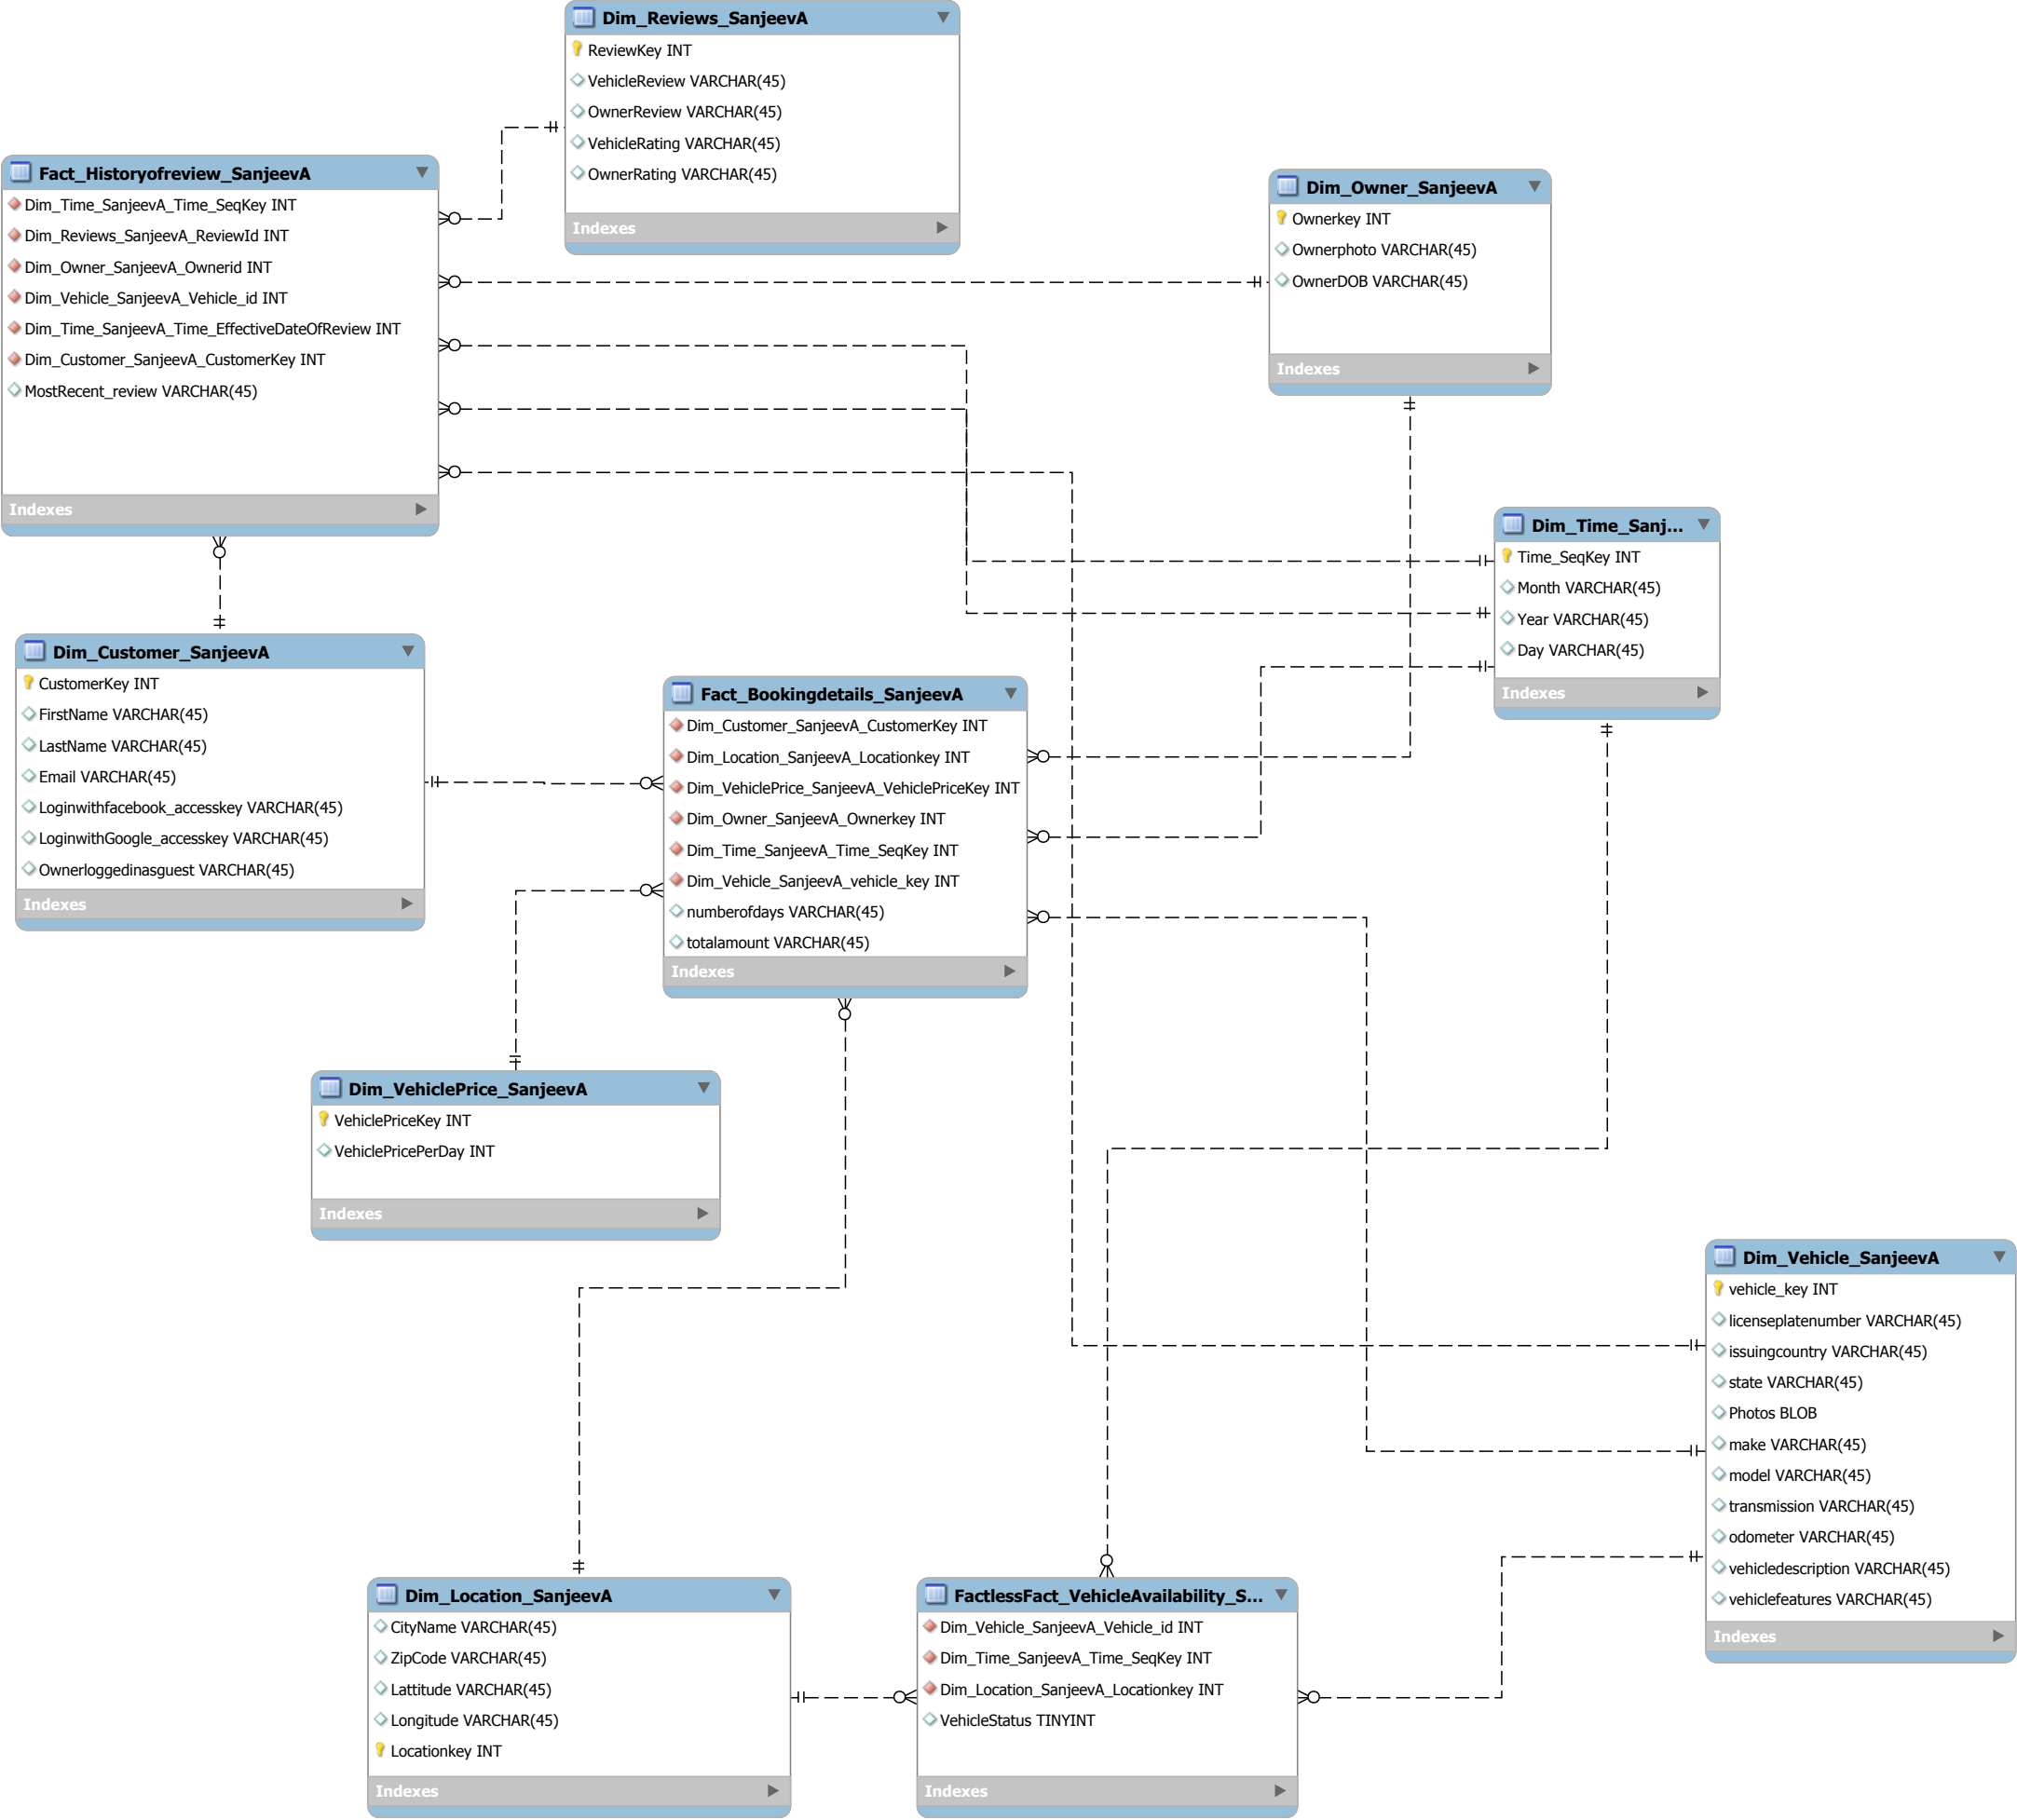 Dim_Reviews_SanjeevA
ReviewKey INT
VehicleReview VARCHAR(45)
OwnerReview VARCHAR(45)
VehicleRating VARCHAR(45)
OwnerRating VARCHAR(45)
Indexes
Fact_Historyofreview_SanjeevA
Dim_Time_SanjeevA_Time_SeqKey INT
Dim_Reviews_SanjeevA_ReviewId INT
Dim_Owner_SanjeevA_Ownerid INT
Dim_Vehicle_SanjeevA_Vehicle_id INT
Dim_Time_SanjeevA_Time_EffectiveDateOfReview INT
Dim_Customer_SanjeevA_CustomerKey INT
MostRecent_review VARCHAR(45)
Indexes
Dim_Owner_SanjeevA
Ownerkey INT
Ownerphoto VARCHAR(45)
OwnerDOB VARCHAR(45)
Indexes
Dim_Time_Sanj...
Time_SeqKey INT
Month VARCHAR(45)
Year VARCHAR(45)
Day VARCHAR(45)
Indexes
Dim_Customer_SanjeevA
CustomerKey INT
FirstName VARCHAR(45)
LastName VARCHAR(45)
Email VARCHAR(45)
Loginwithfacebook_accesskey VARCHAR(45)
LoginwithGoogle_accesskey VARCHAR(45)
Ownerloggedinasguest VARCHAR(45)
Indexes
Fact_Bookingdetails_SanjeevA
Dim_Customer_SanjeevA_CustomerKey INT
Dim_Location_SanjeevA_Locationkey INT
Dim_VehiclePrice_SanjeevA_VehiclePriceKey INT
Dim_Owner_SanjeevA_Ownerkey INT
Dim_Time_SanjeevA_Time_SeqKey INT
Dim_Vehicle_SanjeevA_vehicle_key INT
numberofdays VARCHAR(45)
totalamount VARCHAR(45)
Indexes
Dim_VehiclePrice_SanjeevA
VehiclePriceKey INT
VehiclePricePerDay INT
Indexes
Dim_Vehicle_SanjeevA
vehicle_key INT
licenseplatenumber VARCHAR(45)
issuingcountry VARCHAR(45)
state VARCHAR(45)
Photos BLOB
make VARCHAR(45)
model VARCHAR(45)
transmission VARCHAR(45)
odometer VARCHAR(45)
vehicledescription VARCHAR(45)
vehiclefeatures VARCHAR(45)
Indexes
Dim_Location_SanjeevA
CityName VARCHAR(45)
ZipCode VARCHAR(45)
Lattitude VARCHAR(45)
Longitude VARCHAR(45)
Locationkey INT
Indexes
FactlessFact_VehicleAvailability_S...
Dim_Vehicle_SanjeevA_Vehicle_id INT
Dim_Time_SanjeevA_Time_SeqKey INT
Dim_Location_SanjeevA_Locationkey INT
VehicleStatus TINYINT
Indexes